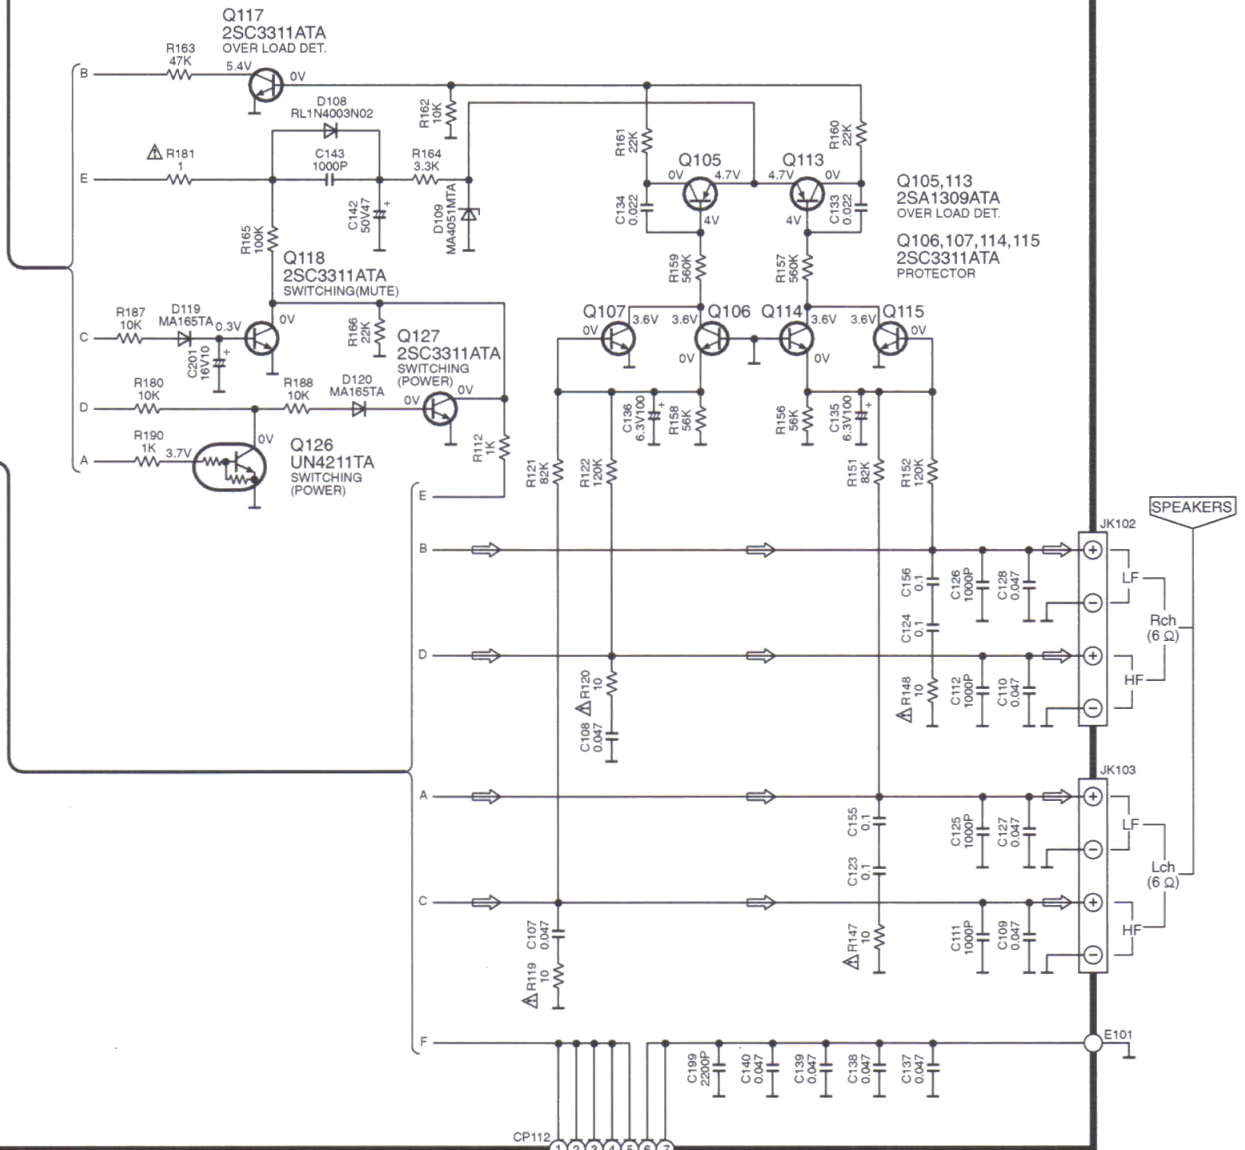 Q117
2SC3311ATA
OVER LOAD DET.
R163
47K
B
5.4V
0V
D108
RL1N4003N02
R162
10K
R161
22K
R160
22K
R181
1
C143
1000P
R164
3.3K
E
Q105
Q113
0V
4.7V
4.7V
0V
Q105,113
2SA1309ATA
OVER LOAD DET.
C142
50V47
+
D109
MA4051MTA
C134
0.022
4V
4V
C133
0.022
R165
100K
Q106,107,114,115
2SC3311ATA
PROTECTOR
Q118
2SC3311ATA
SWITCHING(MUTE)
R159
560K
R157
560K
R187
10K
D119
MA165TA
0.3V
0V
C
C201
16V10
+
R166
22K
Q127
2SC3311ATA
SWITCHING
(POWER)
Q107
Q106
Q114
Q115
0V
3.6V
3.6V
3.6V
3.6V
0V
0V
0V
R180
10K
R188
10K
D120
MA165TA
D
0V
0V
C136
6.3V100
+
R158
56K
R156
56K
C135
6.3V100
+
R190
1K
3.7V
0V
A
Q126
UN4211TA
SWITCHING
(POWER)
R112
1K
R121
82K
R122
120K
R151
82K
R152
120K
E
SPEAKERS
JK102
B
+
C156
0.1
C126
1000P
C128
0.047
LF
−
C124
0.1
Rch
(6 Ω)
D
+
R120
10
R148
10
C112
1000P
C110
0.047
HF
−
C108
0.047
JK103
A
+
C155
0.1
C125
1000P
C127
0.047
LF
−
C123
0.1
Lch
(6 Ω)
C
+
C107
0.047
R147
10
C111
1000P
C109
0.047
HF
−
R119
10
F
E101
C199
2200P
C140
0.047
C139
0.047
C138
0.047
C137
0.047
CP112
1 2 3 4 5 6 7